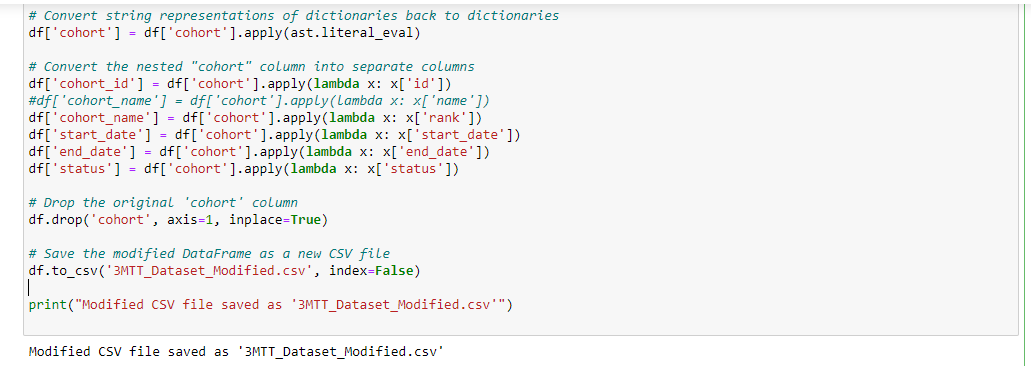 # Convert string representations of dictionaries back to dictionaries
df['cohort'] = df['cohort'].apply(ast.literal_eval)
# Convert the nested "cohort" column into separate columns
df['cohort_id'] = df['cohort'].apply(lambda x: x['id'])
#df['cohort_name'] = df['cohort'].apply(lambda x: x['name'])
df['cohort_name'] = df['cohort'].apply(lambda x: x['rank'])
df['start_date'] = df['cohort'].apply(lambda x: x['start_date'])
df['end_date'] = df['cohort'].apply(lambda x: x['end_date'])
df['status'] = df['cohort'].apply(lambda x: x['status'])
# Drop the original 'cohort' column
df.drop('cohort', axis=1, inplace=True)
# Save the modified DataFrame as a new CSV file
df.to_csv('3MTT_Dataset_Modified.csv', index=False)
print("Modified CSV file saved as '3MTT_Dataset_Modified.csv'")
Modified CSV file saved as '3MTT_Dataset_Modified.csv'